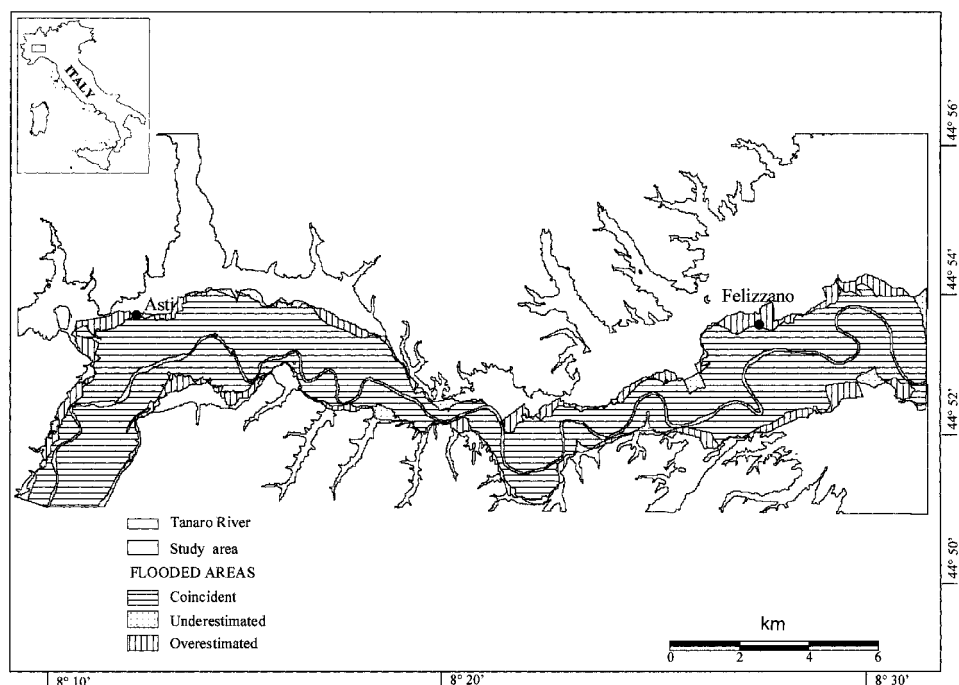 ITALY
44° 56'
44° 54'
Asti
Felizzano
44° 52'
Tanaro River
Study area
FLOODED AREAS
44° 50'
Coincident
Underestimated
Overestimated
km
0 2 4 6
8° 10' 8° 20' 8° 30'